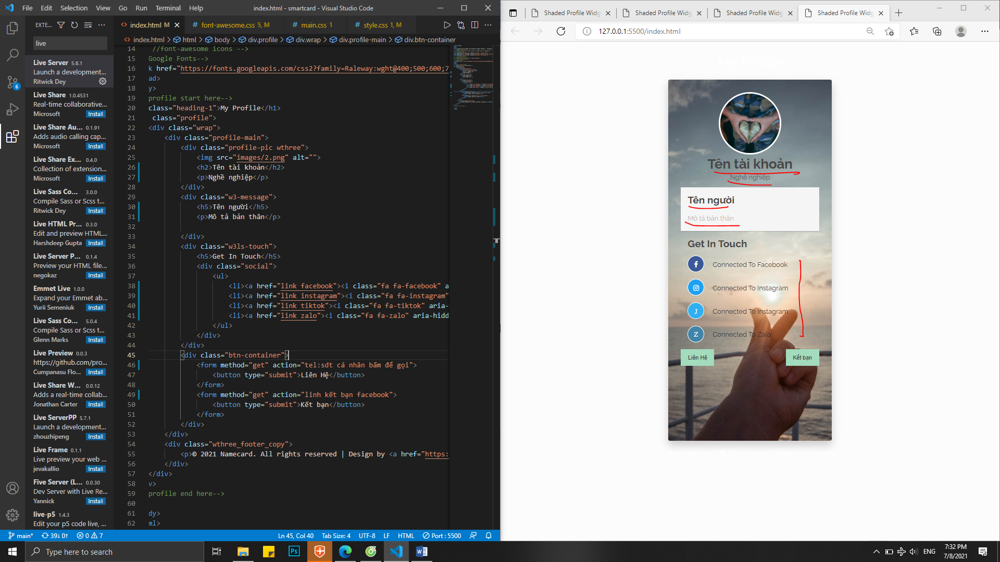 File Edit Selection View Go Run Terminal Help
index.html - smartcard - Visual Studio Code
EXTE...
live
Live Server 5.6.1
Launch a development...
Ritwick Dey
Live Share 1.0.4531
Real-time collaborative...
Microsoft Install
Live Share Au... 0.1.91
Adds audio calling cap...
Microsoft Install
Live Share Ex... 0.4.0
Collection of extension...
Microsoft Install
Live Sass Co... 3.0.0
Compile Sass or Scss t...
Ritwick Dey Install
Live HTML Pr... 0.3.0
Edit and preview HTML...
Harshdeep Gupta Install
Live Server P... 0.1.4
Preview your HTML file...
negokaz Install
Emmet Live 1.0.0
Expand your Emmet ab...
Yurii Semeniuk Install
Live Sass Co... 5.0.4
Compile Sass or Scss t...
Glenn Marks Install
Live Preview 0.0.3
https://github.com/pro...
Cumpanasu Flo... Install
Live Share W... 0.0.12
Adds a real-time collab...
Jonathan Carter Install
Live ServerPP 5.7.1
Launch a development...
zhouzhipeng Install
Live Frame 0.1.1
Live preview your web ...
jevakallio Install
Five Server (L... 0.0.30
Dev Server with Live Re...
Yannick Install
live-p5 1.4.3
Edit your p5 code live, ...
6
index.html M
font-awesome.css 5, M
main.css 1
style.css 1, M
index.html > html > body > div.profile > div.wrap > div.profile-main > div.btn-container
14 //font-awesome icons -->
15 Google Fonts-->
16 k href="https://fonts.googleapis.com/css2?family=Raleway:wght@400;500;600;7
17 ad>
18 y>
19 profile start here-->
20 class="heading-1">My Profile</h1>
21 class="profile">
22 <div class="wrap">
23 <div class="profile-main">
24 <div class="profile-pic wthree">
25 <img src="images/2.png" alt="">
26 <h2>Tên tài khoản</h2>
27 <p>Nghề nghiệp</p>
28 </div>
29 <div class="w3-message">
30 <h5>Tên người</h5>
31 <p>Mô tả bản thân</p>
32
33 </div>
34 <div class="w3ls-touch">
35 <h5>Get In Touch</h5>
36 <div class="social">
37 <ul>
38 <li><a href="link facebook"><i class="fa fa-facebook" a
39 <li><a href="link instagram"><i class="fa fa-instagram"
40 <li><a href="link tiktok"><i class="fa fa-tiktok" aria-
41 <li><a href="link zalo"><i class="fa fa-zalo" aria-hidd
42 </ul>
43 </div>
44 </div>
45 <div class="btn-container">
46 <form method="get" action="tel:sdt cá nhân bấm để gọi">
47 <button type="submit">Liên Hệ</button>
48 </form>
49 <form method="get" action="linh kết bạn facebook">
50 <button type="submit">Kết bạn</button>
51 </form>
52 </div>
53 </div>
54 <div class="wthree_footer_copy">
55 <p>© 2021 Namecard. All rights reserved | Design by <a href="https:
56 </div>
57 </div>
58 v>
59 profile end here-->
60
61 dy>
62 ml>
main* 39↓ 0↑ 0 7
Ln 45, Col 40 Tab Size: 4 UTF-8 LF HTML Port : 5500
Shaded Profile Widg
Shaded Profile Widg
Shaded Profile Widg
Shaded Profile Widg
127.0.0.1:5500/index.html
My Profile
Tên tài khoản
Nghề nghiệp
Tên người
Mô tả bản thân
Get In Touch
Connected To Facebook
Connected To Instagram
J Connected To Instagram
Z Connected To Zalo
Liên Hệ Kết bạn
Type here to search
Ps
ENG
7:32 PM
7/8/2021